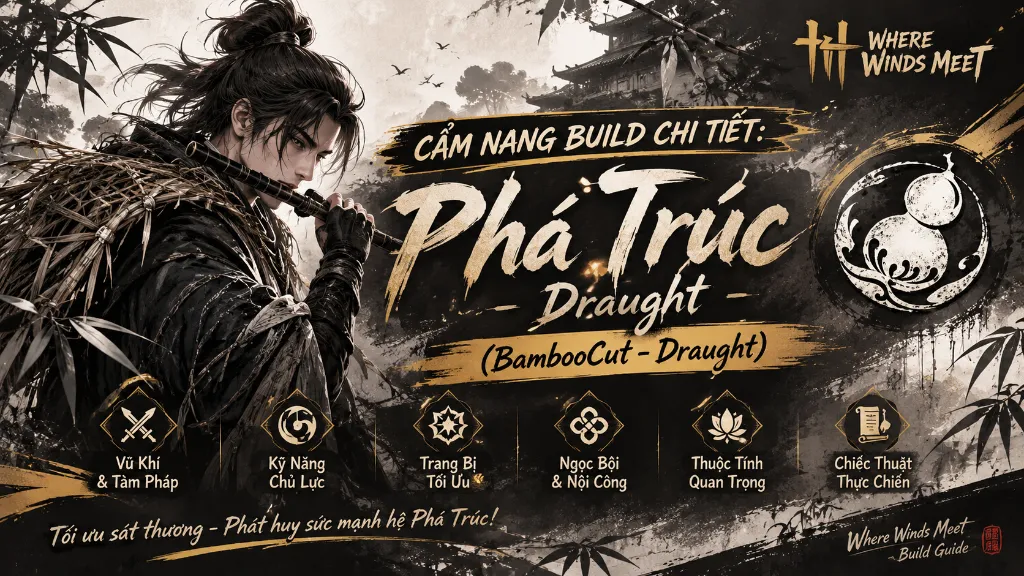 WHERE
WINDS MEET
CẨM NANG BUILD CHI TIẾT:
Phá Trúc
- Draught -
(BambooCut - Draught)
Vũ Khí
& Tâm Pháp
Kỹ Năng
Chủ Lực
Trang Bị
Tối Ưu
Ngọc Bội
& Nội Công
Thuộc Tính
Quan Trọng
Chiếc Thuật
Thực Chiến
Tối ưu sát thương - Phát huy sức mạnh hệ Phá Trúc!
Where Winds Meet
Build Guide